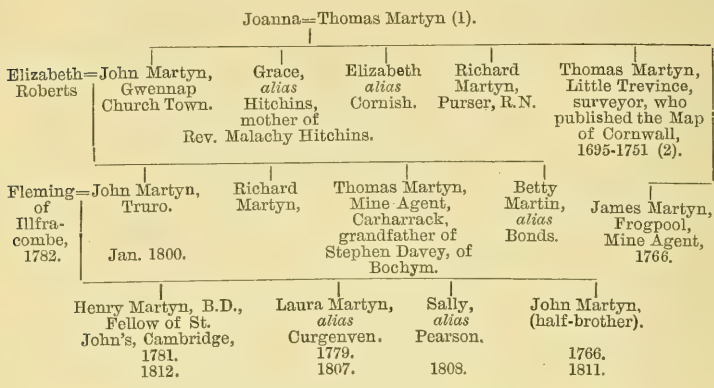 Joanna=Thomas Martyn (1).
Elizabeth=John Martyn,
Roberts
Gwennap
Church Town.
Grace,
alias
Hitchins,
mother of
Rev. Malachy Hitchins.
Elizabeth
alias
Cornish.
Richard
Martyn,
Purser, R.N.
Thomas Martyn,
Little Trevince,
surveyor, who
published the Map
of Cornwall,
1695-1751 (2).
Fleming=John Martyn,
of
Illfra-
combe,
1782.
Truro.
Jan. 1800.
Richard
Martyn,
Thomas Martyn,
Mine Agent,
Carharrack,
grandfather of
Stephen Davey, of
Bochym.
Betty
Martin,
alias
Bonds.
James Martyn,
Frogpool,
Mine Agent,
1766.
Henry Martyn, B.D.,
Fellow of St.
John's, Cambridge,
1781.
1812.
Laura Martyn,
alias
Curgenven.
1779.
1807.
Sally,
alias
Pearson.
1808.
John Martyn,
(half-brother).
1766.
1811.